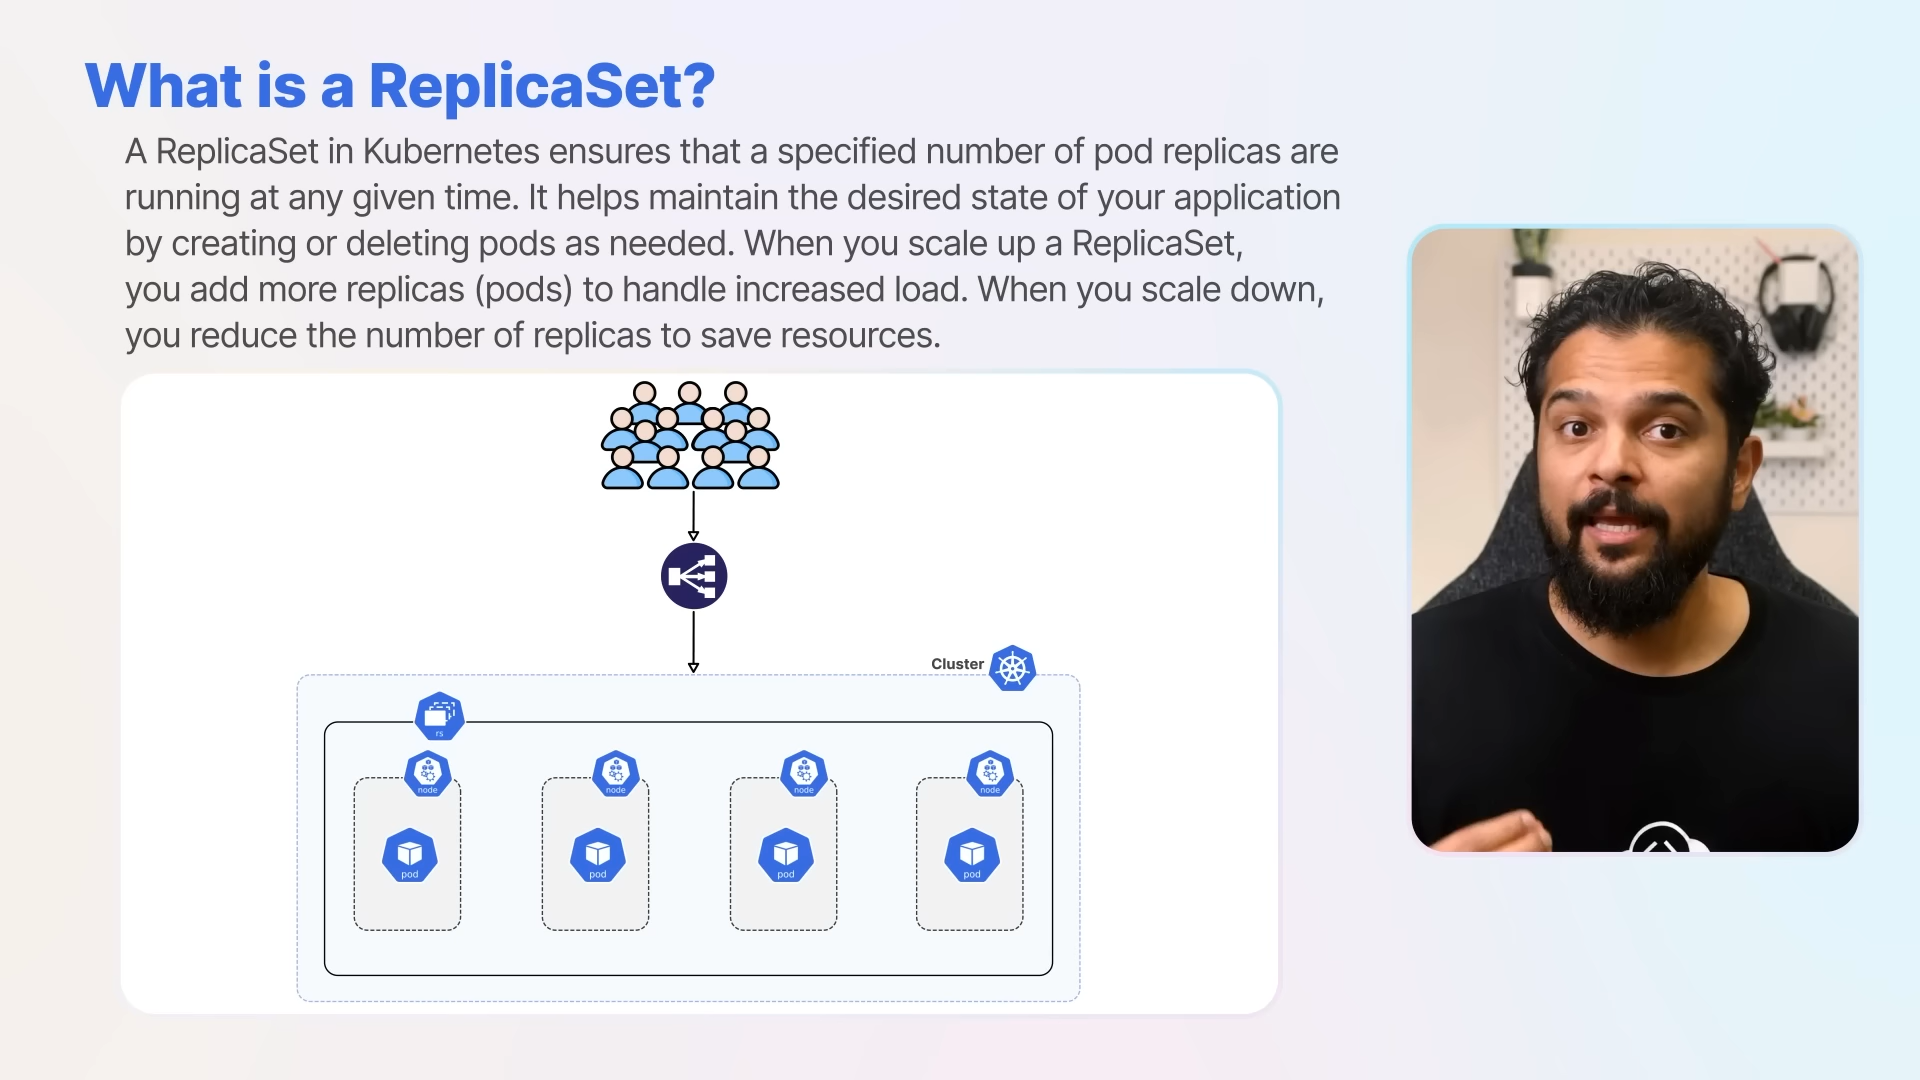 What is a ReplicaSet?
A ReplicaSet in Kubernetes ensures that a specified number of pod replicas are
running at any given time. It helps maintain the desired state of your application
by creating or deleting pods as needed. When you scale up a ReplicaSet,
you add more replicas (pods) to handle increased load. When you scale down,
you reduce the number of replicas to save resources.
Cluster
rs
node
node
node
node
pod
pod
pod
pod